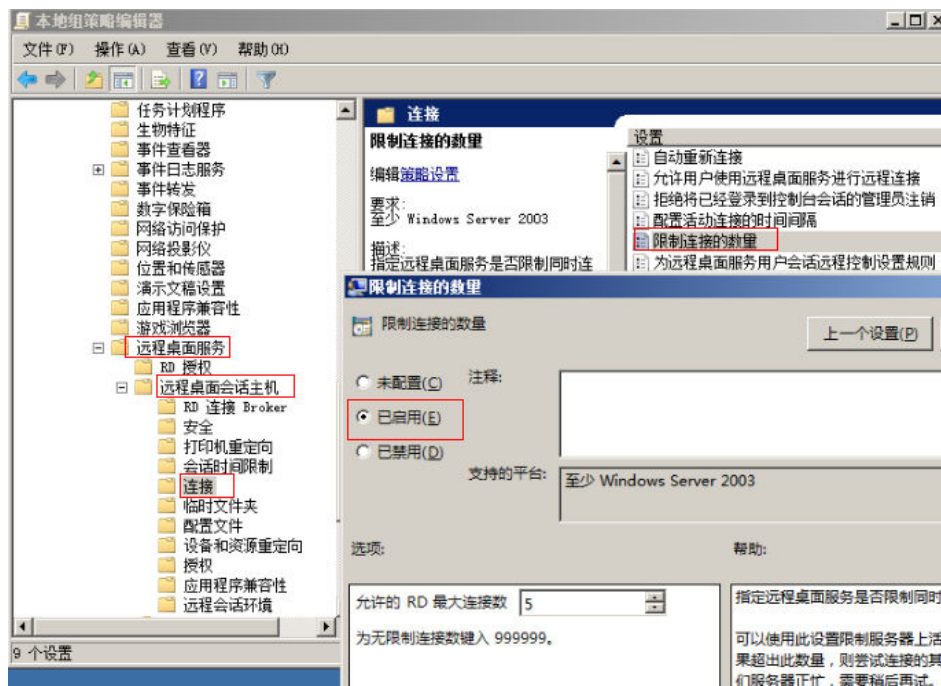 本地组策略编辑器
文件(F) 操作(A) 查看(V) 帮助(H)
任务计划程序
生物特征
事件查看器
事件日志服务
事件转发
数字保险箱
网络访问保护
网络投影仪
位置和传感器
演示文稿设置
应用程序兼容性
游戏浏览器
远程桌面服务
RD 授权
远程桌面会话主机
RD 连接 Broker
安全
打印机重定向
会话时间限制
连接
临时文件夹
配置文件
设备和资源重定向
授权
应用程序兼容性
远程会话环境
9 个设置
连接
限制连接的数量
编辑策略设置
要求:
至少 Windows Server 2003
描述:
指定远程桌面服务是否限制同时连
设置
自动重新连接
允许用户使用远程桌面服务进行远程连接
拒绝将已经登录到控制台会话的管理员注销
配置活动连接的时间间隔
限制连接的数量
为远程桌面服务用户会话远程控制设置规则
限制连接的数量
限制连接的数量
上一个设置(P)
未配置(C) 注释:
已启用(E)
已禁用(D)
支持的平台: 至少 Windows Server 2003
选项: 帮助:
允许的 RD 最大连接数 5
为无限制连接数键入 999999。
指定远程桌面服务是否限制同时
可以使用此设置限制服务器上活
果超出此数量，则尝试连接的其
们服务器正忙，需要稍后再试。